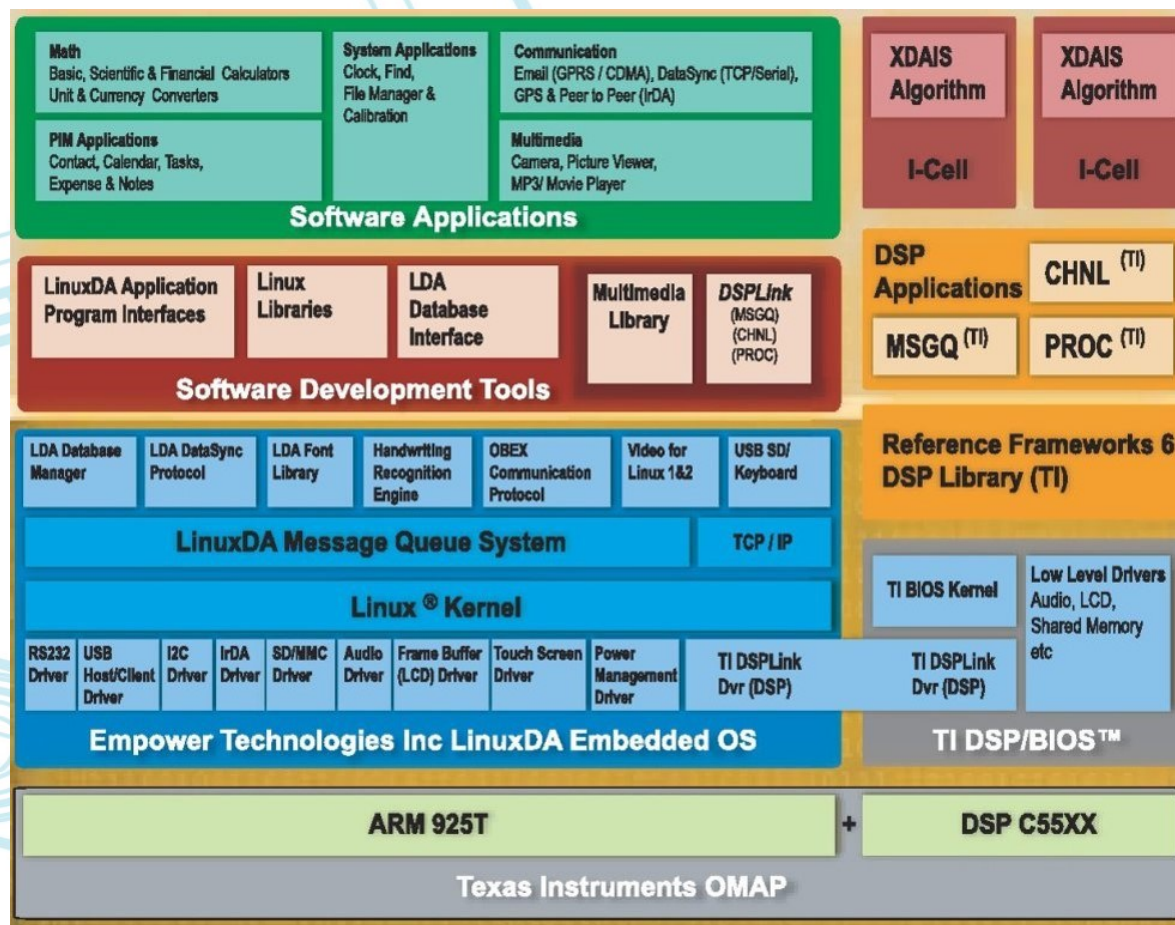 Math
Basic, Scientific & Financial Calculators
Unit & Currency Converters
System Applications
Clock, Find,
File Manager &
Calibration
Communication
Email (GPRS / CDMA), DataSync (TCP/Serial),
GPS & Peer to Peer (IrDA)
PIM Applications
Contact, Calendar, Tasks,
Expense & Notes
Multimedia
Camera, Picture Viewer,
MP3/ Movie Player
Software Applications
XDAIS
Algorithm
I-Cell
XDAIS
Algorithm
I-Cell
LinuxDA Application
Program Interfaces
Linux
Libraries
LDA
Database
Interface
Multimedia
Library
DSPLink
(MSGQ)
(CHNL)
(PROC)
Software Development Tools
DSP
Applications
CHNL (TI)
MSGQ (TI)
PROC (TI)
LDA Database
Manager
LDA DataSync
Protocol
LDA Font
Library
Handwriting
Recognition
Engine
OBEX
Communication
Protocol
Video for
Linux 1&2
USB SD/
Keyboard
LinuxDA Message Queue System
TCP / IP
Linux ® Kernel
RS232
Driver
USB
Host/Client
Driver
I2C
Driver
IrDA
Driver
SD/MMC
Driver
Audio
Driver
Frame Buffer
(LCD) Driver
Touch Screen
Driver
Power
Management
Driver
TI DSPLink
Dvr (DSP)
Empower Technologies Inc LinuxDA Embedded OS
Reference Frameworks 6
DSP Library (TI)
TI BIOS Kernel
Low Level Drivers
Audio, LCD,
Shared Memory
etc
TI DSPLink
Dvr (DSP)
TI DSP/BIOS™
ARM 925T
+
DSP C55XX
Texas Instruments OMAP